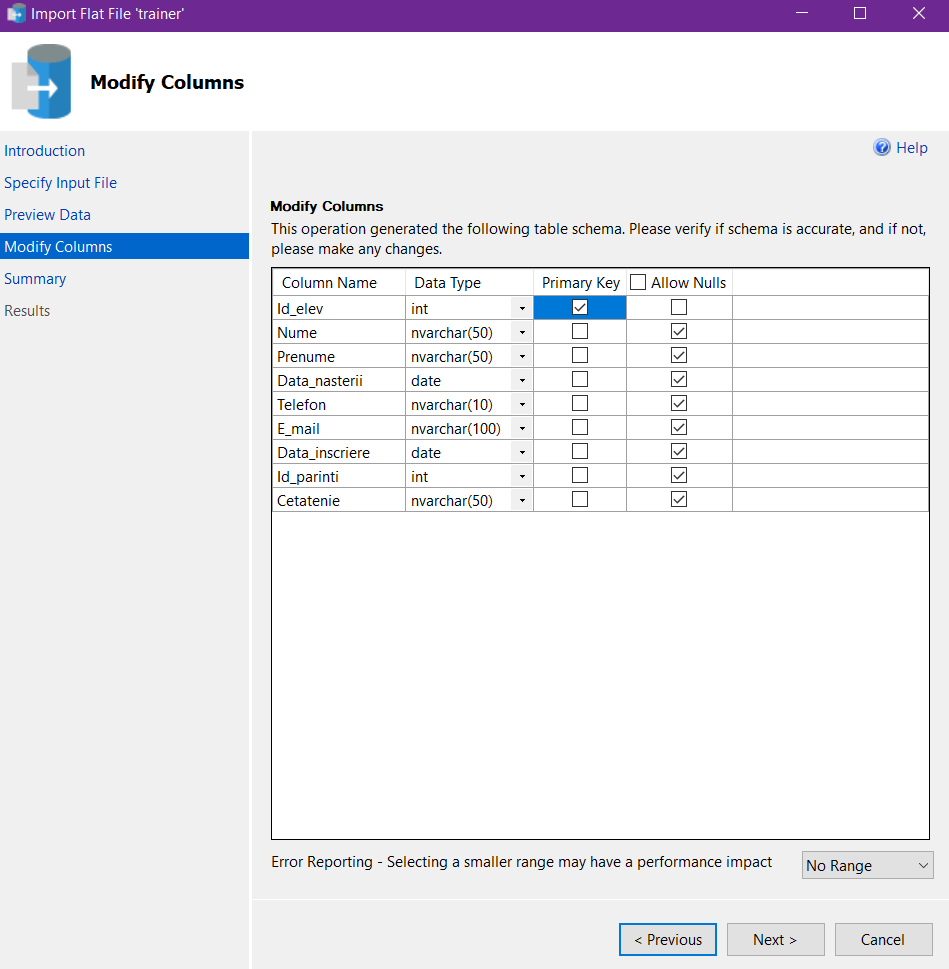 Import Flat File 'trainer'
Modify Columns
Introduction
Specify Input File
Preview Data
Modify Columns
Summary
Results
Help
Modify Columns
This operation generated the following table schema. Please verify if schema is accurate, and if not,
please make any changes.
Column Name Data Type Primary Key Allow Nulls
Id_elev int
Nume nvarchar(50)
Prenume nvarchar(50)
Data_nasterii date
Telefon nvarchar(10)
E_mail nvarchar(100)
Data_inscriere date
Id_parinti int
Cetatenie nvarchar(50)
Error Reporting - Selecting a smaller range may have a performance impact No Range
< Previous Next > Cancel